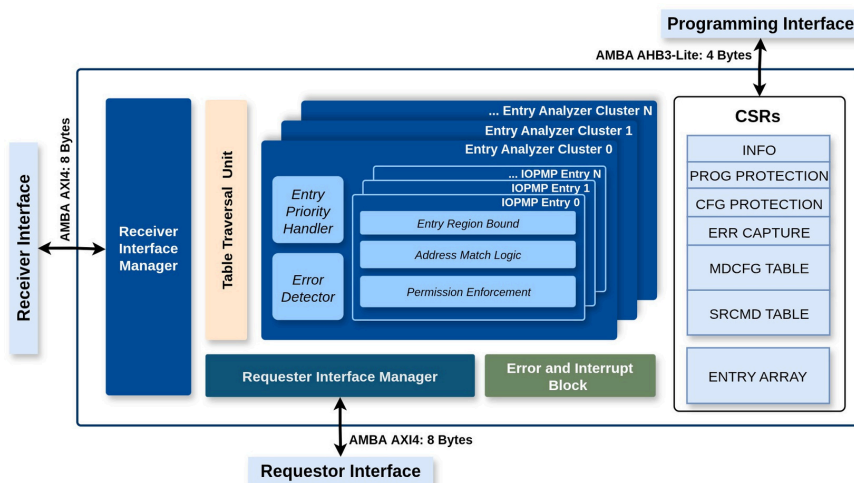 Programming Interface
AMBA AHB3-Lite: 4 Bytes
Receiver Interface
AMBA AXI4: 8 Bytes
Receiver
Interface
Manager
Table Traversal Unit
... Entry Analyzer Cluster N
Entry Analyzer Cluster 1
Entry Analyzer Cluster 0
Entry
Priority
Handler
Error
Detector
... IOPMP Entry N
IOPMP Entry 1
IOPMP Entry 0
Entry Region Bound
Address Match Logic
Permission Enforcement
Requester Interface Manager
Error and Interrupt
Block
CSRs
INFO
PROG PROTECTION
CFG PROTECTION
ERR CAPTURE
MDCFG TABLE
SRCMD TABLE
ENTRY ARRAY
AMBA AXI4: 8 Bytes
Requestor Interface